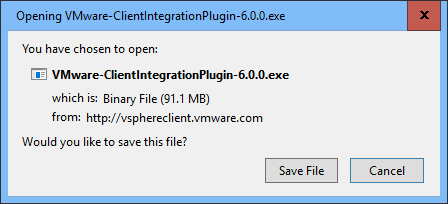 Opening VMware-ClientIntegrationPlugin-6.0.0.exe
x
You have chosen to open:
VMware-ClientIntegrationPlugin-6.0.0.exe
which is: Binary File (91.1 MB)
from: http://vsphereclient.vmware.com
Would you like to save this file?
Save File Cancel